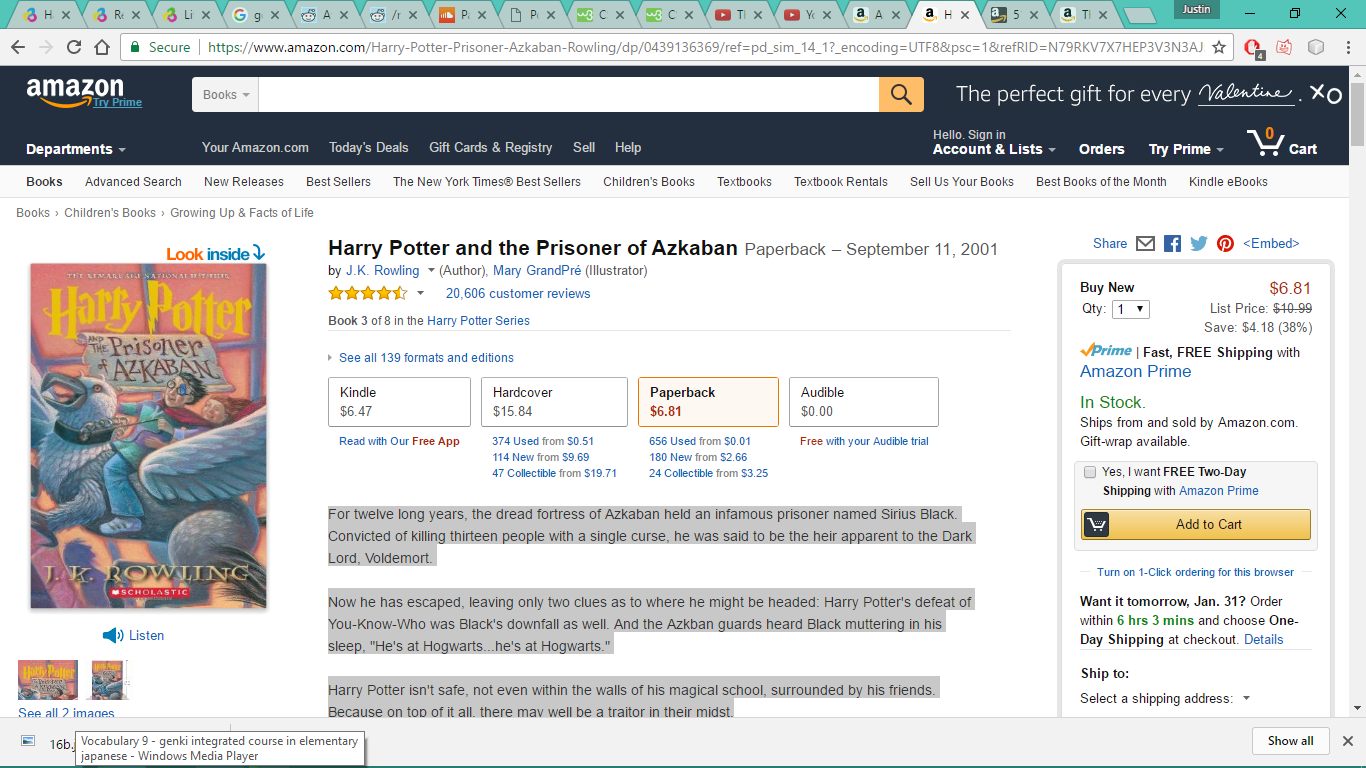 Justin
Secure
https://www.amazon.com/Harry-Potter-Prisoner-Azkaban-Rowling/dp/0439136369/ref=pd_sim_14_1?_encoding=UTF8&psc=1&refRID=N79RKV7X7HEP3V3N3AJ
4
amazon
Try Prime
Books
The perfect gift for every Valentine. XO
Departments
Your Amazon.com Today's Deals Gift Cards & Registry Sell Help
Hello. Sign in
Account & Lists Orders Try Prime 0 Cart
Books Advanced Search New Releases Best Sellers The New York Times® Best Sellers Children's Books Textbooks Textbook Rentals Sell Us Your Books Best Books of the Month Kindle eBooks
Books › Children's Books › Growing Up & Facts of Life
Look inside
THE REMARKABLE NATIONAL BESTSELLER
Harry Potter
AND THE Prisoner
of AZKABAN
J. K. ROWLING
SCHOLASTIC
Listen
See all 2 images
Harry Potter and the Prisoner of Azkaban Paperback – September 11, 2001
by J.K. Rowling (Author), Mary GrandPré (Illustrator)
20,606 customer reviews
Book 3 of 8 in the Harry Potter Series
See all 139 formats and editions
Kindle
$6.47
Read with Our Free App
Hardcover
$15.84
374 Used from $0.51
114 New from $9.69
47 Collectible from $19.71
Paperback
$6.81
656 Used from $0.01
180 New from $2.66
24 Collectible from $3.25
Audible
$0.00
Free with your Audible trial
For twelve long years, the dread fortress of Azkaban held an infamous prisoner named Sirius Black.
Convicted of killing thirteen people with a single curse, he was said to be the heir apparent to the Dark
Lord, Voldemort.
Now he has escaped, leaving only two clues as to where he might be headed: Harry Potter's defeat of
You-Know-Who was Black's downfall as well. And the Azkban guards heard Black muttering in his
sleep, "He's at Hogwarts...he's at Hogwarts."
Harry Potter isn't safe, not even within the walls of his magical school, surrounded by his friends.
Because on top of it all, there may well be a traitor in their midst.
Share <Embed>
Buy New $6.81
Qty: 1 List Price: $10.99
Save: $4.18 (38%)
Prime | Fast, FREE Shipping with
Amazon Prime
In Stock.
Ships from and sold by Amazon.com.
Gift-wrap available.
Yes, I want FREE Two-Day
Shipping with Amazon Prime
Add to Cart
Turn on 1-Click ordering for this browser
Want it tomorrow, Jan. 31? Order
within 6 hrs 3 mins and choose One-
Day Shipping at checkout. Details
Ship to:
Select a shipping address:
16b.j
Vocabulary 9 - genki integrated course in elementary
japanese - Windows Media Player
Show all